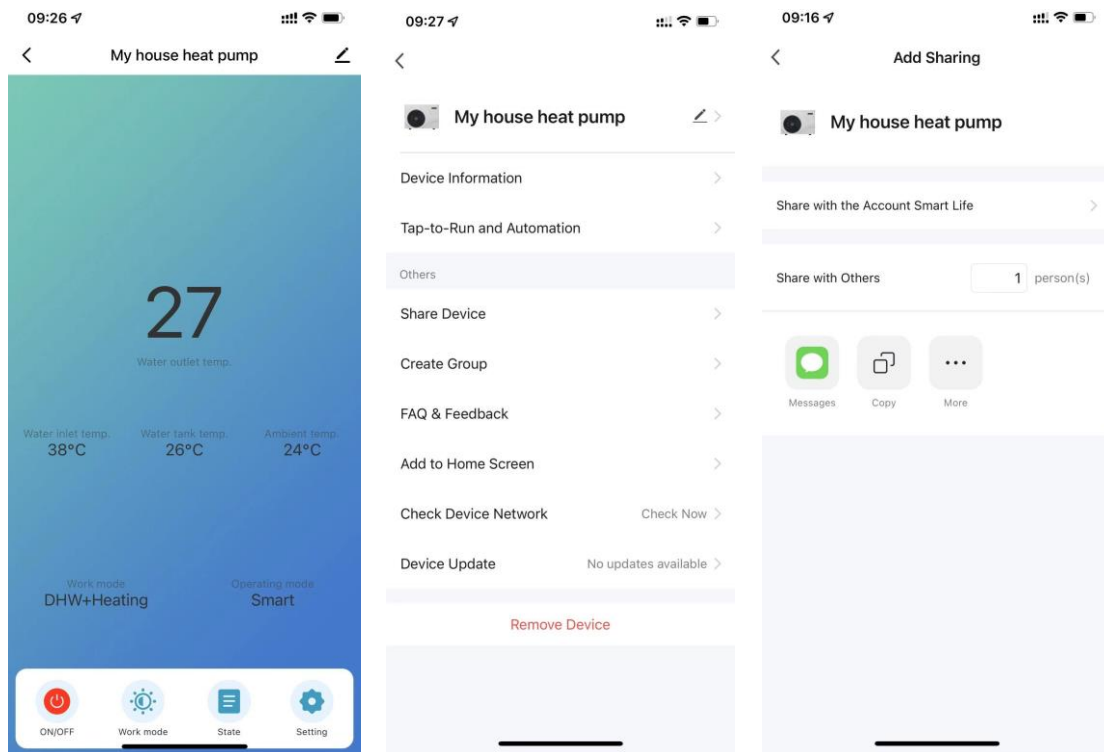 09:26
My house heat pump
27
Water outlet temp.
Water inlet temp. Water tank temp. Ambient temp.
38°C 26°C 24°C
Work mode Operating mode
DHW+Heating Smart
ON/OFF Work mode State Setting
09:27
My house heat pump
Device Information
Tap-to-Run and Automation
Others
Share Device
Create Group
FAQ & Feedback
Add to Home Screen
Check Device Network Check Now
Device Update No updates available
Remove Device
09:16
Add Sharing
My house heat pump
Share with the Account Smart Life
Share with Others 1 person(s)
Messages Copy More